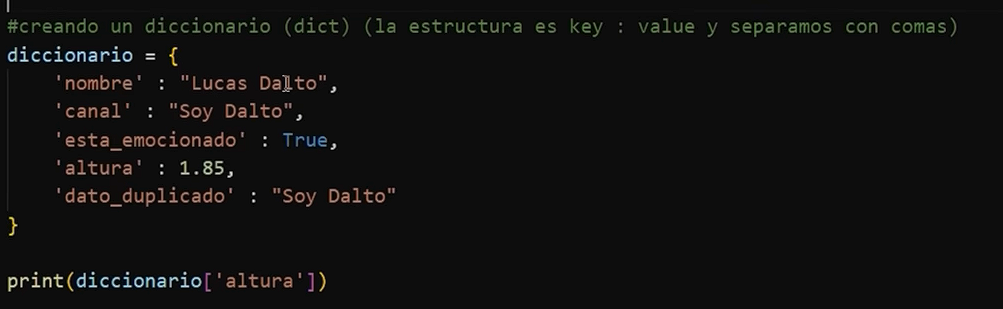 #creando un diccionario (dict) (la estructura es key : value y separamos con comas)
diccionario = {
    'nombre' : "Lucas Dalto",
    'canal' : "Soy Dalto",
    'esta_emocionado' : True,
    'altura' : 1.85,
    'dato_duplicado' : "Soy Dalto"
}
print(diccionario['altura'])